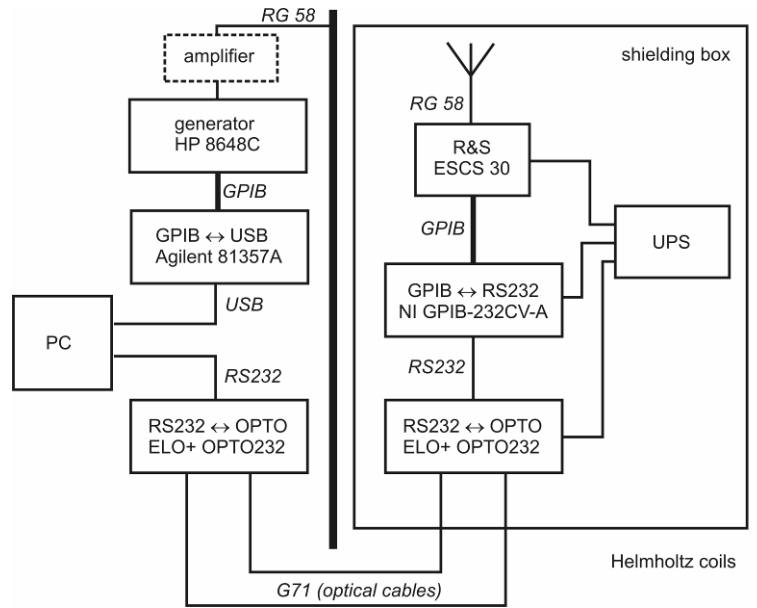 RG 58
amplifier
generator
HP 8648C
GPIB
GPIB ↔ USB
Agilent 81357A
USB
PC
RS232
RS232 ↔ OPTO
ELO+ OPTO232
shielding box
RG 58
R&S
ESCS 30
GPIB
UPS
GPIB ↔ RS232
NI GPIB-232CV-A
RS232
RS232 ↔ OPTO
ELO+ OPTO232
Helmholtz coils
G71 (optical cables)